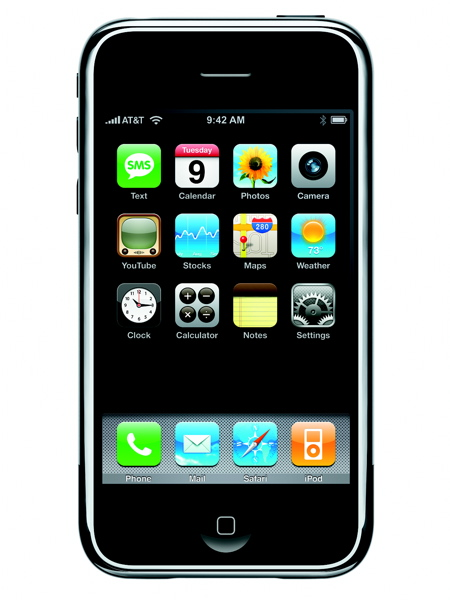 AT&T 9:42 AM
SMS Tuesday 9 280
Text Calendar Photos Camera
73
YouTube Stocks Maps Weather
Clock Calculator Notes Settings
Phone Mail Safari iPod